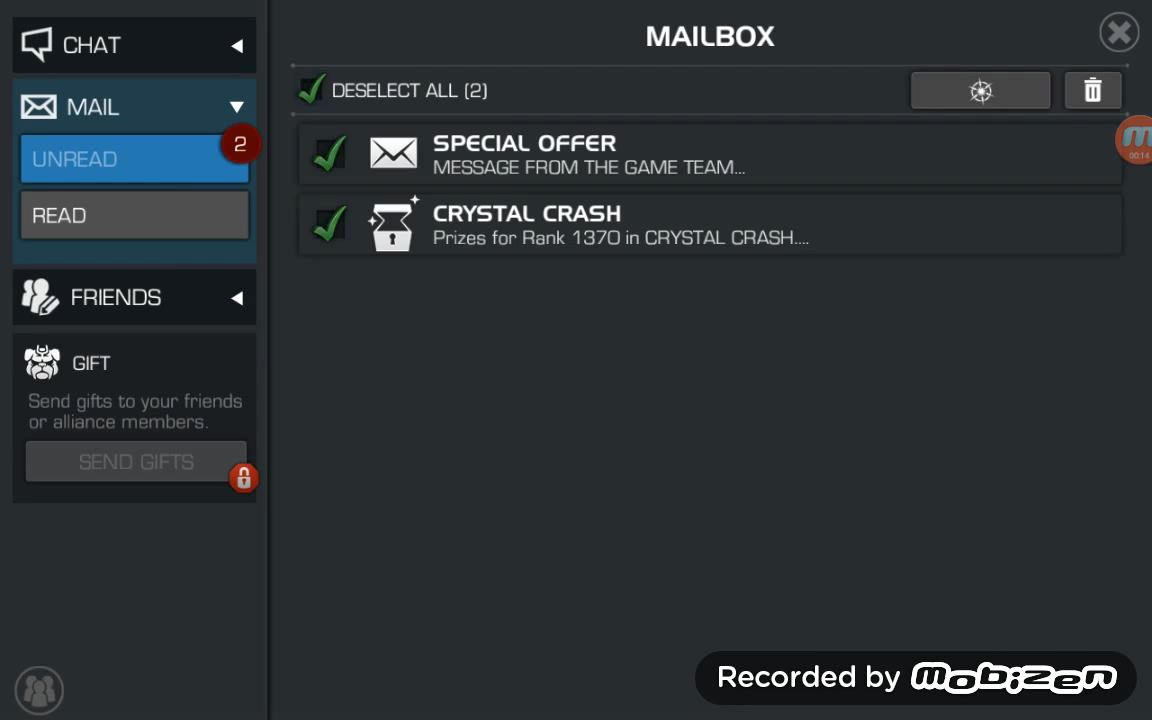 CHAT
MAIL
UNREAD
2
READ
FRIENDS
GIFT
Send gifts to your friends
or alliance members.
SEND GIFTS
MAILBOX
DESELECT ALL (2)
SPECIAL OFFER
MESSAGE FROM THE GAME TEAM...
CRYSTAL CRASH
Prizes for Rank 1370 in CRYSTAL CRASH....
m
00:14
Recorded by mobizen